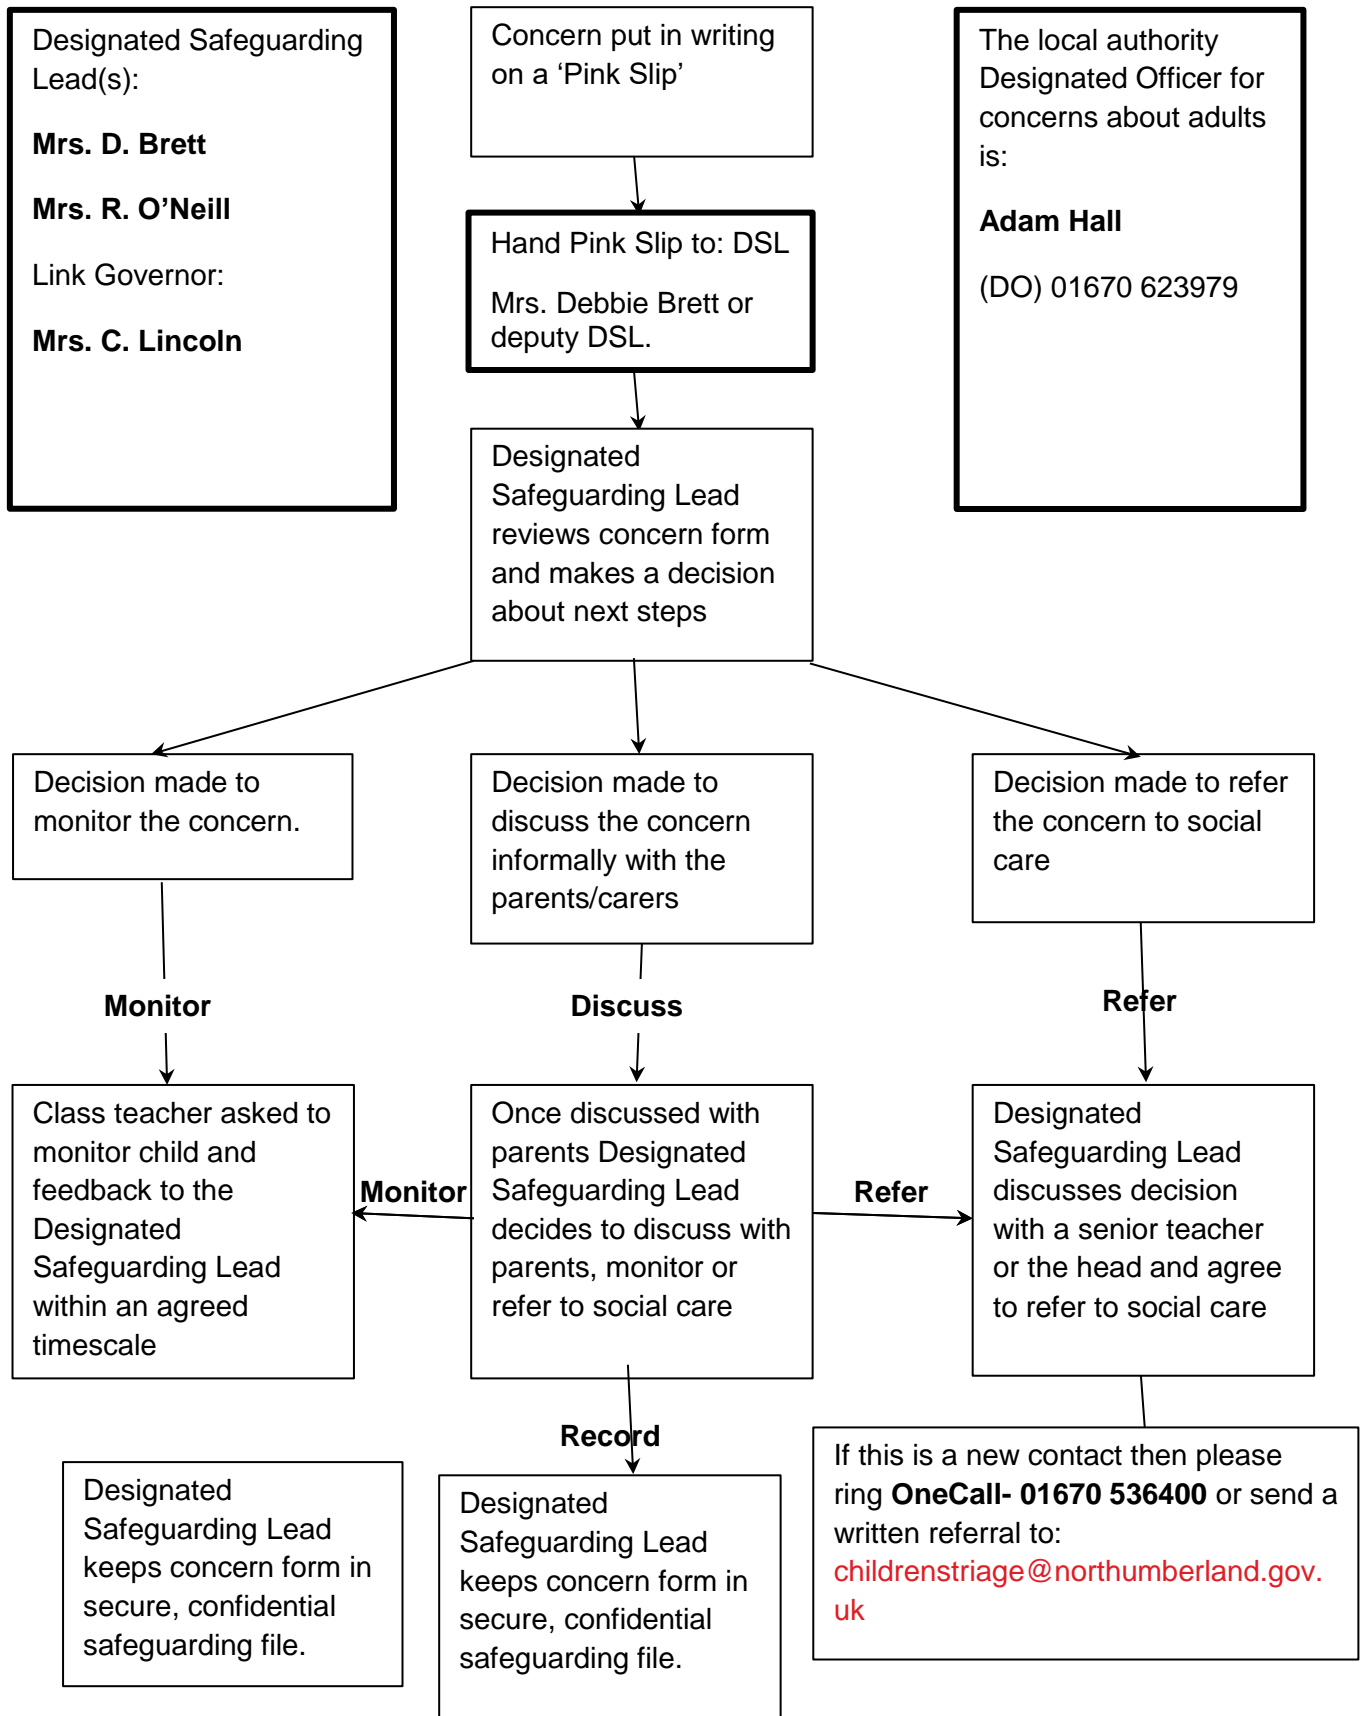 Designated Safeguarding
Lead(s):
Mrs. D. Brett
Mrs. R. O’Neill
Link Governor:
Mrs. C. Lincoln
Concern put in writing
on a ‘Pink Slip’
The local authority
Designated Officer for
concerns about adults
is:
Adam Hall
(DO) 01670 623979
Hand Pink Slip to: DSL
Mrs. Debbie Brett or
deputy DSL.
Designated
Safeguarding Lead
reviews concern form
and makes a decision
about next steps
Decision made to
monitor the concern.
Decision made to
discuss the concern
informally with the
parents/carers
Decision made to refer
the concern to social
care
Monitor
Discuss
Refer
Class teacher asked to
monitor child and
feedback to the
Designated
Safeguarding Lead
within an agreed
timescale
Monitor
Once discussed with
parents Designated
Safeguarding Lead
decides to discuss with
parents, monitor or
refer to social care
Refer
Designated
Safeguarding Lead
discusses decision
with a senior teacher
or the head and agree
to refer to social care
Record
Designated
Safeguarding Lead
keeps concern form in
secure, confidential
safeguarding file.
Designated
Safeguarding Lead
keeps concern form in
secure, confidential
safeguarding file.
If this is a new contact then please
ring OneCall- 01670 536400 or send a
written referral to:
childrenstriage@northumberland.gov.
uk